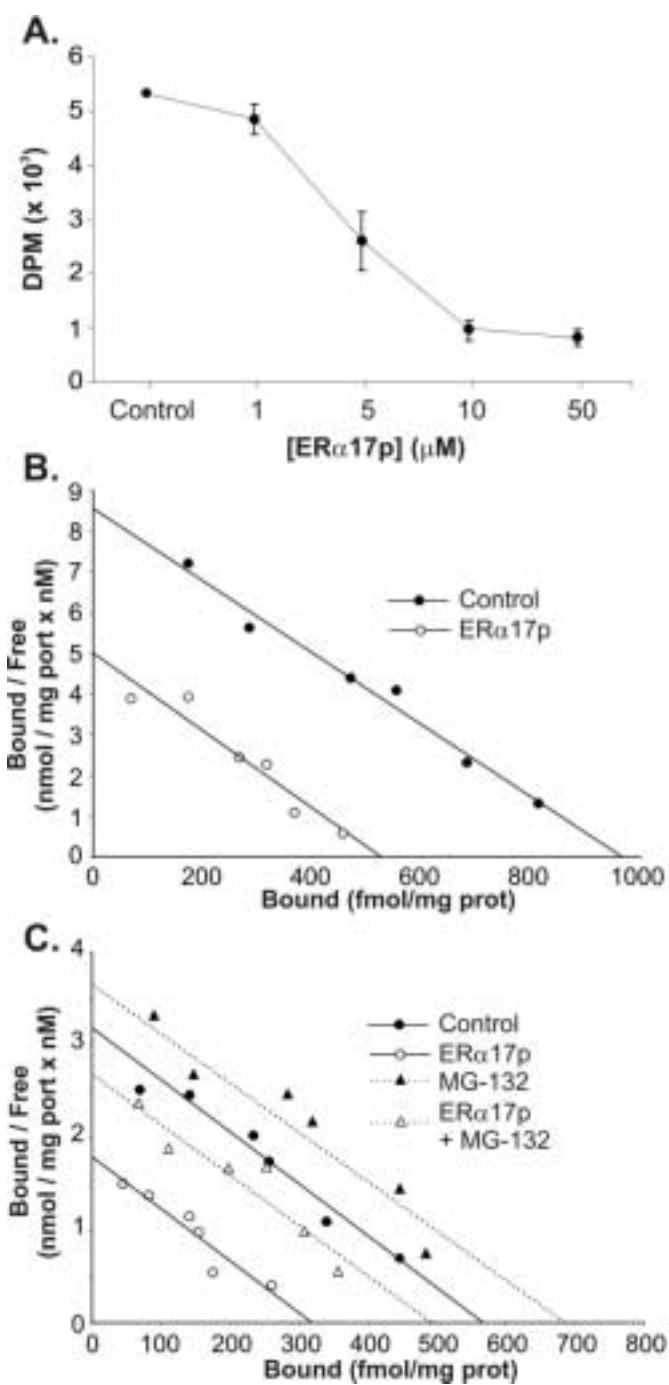 A.
6
5
4
3
2
1
0
DPM (x 10³)
Control 1 5 10 50
[ERα17p] (µM)
B.
9
8
7
6
5
4
3
2
1
0
Bound / Free
(nmol / mg port x nM)
Control
ERα17p
0 200 400 600 800 1000
Bound (fmol/mg prot)
C.
4
3
2
1
0
Bound / Free
(nmol / mg port x nM)
Control
ERα17p
MG-132
ERα17p
+ MG-132
0 100 200 300 400 500 600 700 800
Bound (fmol/mg prot)